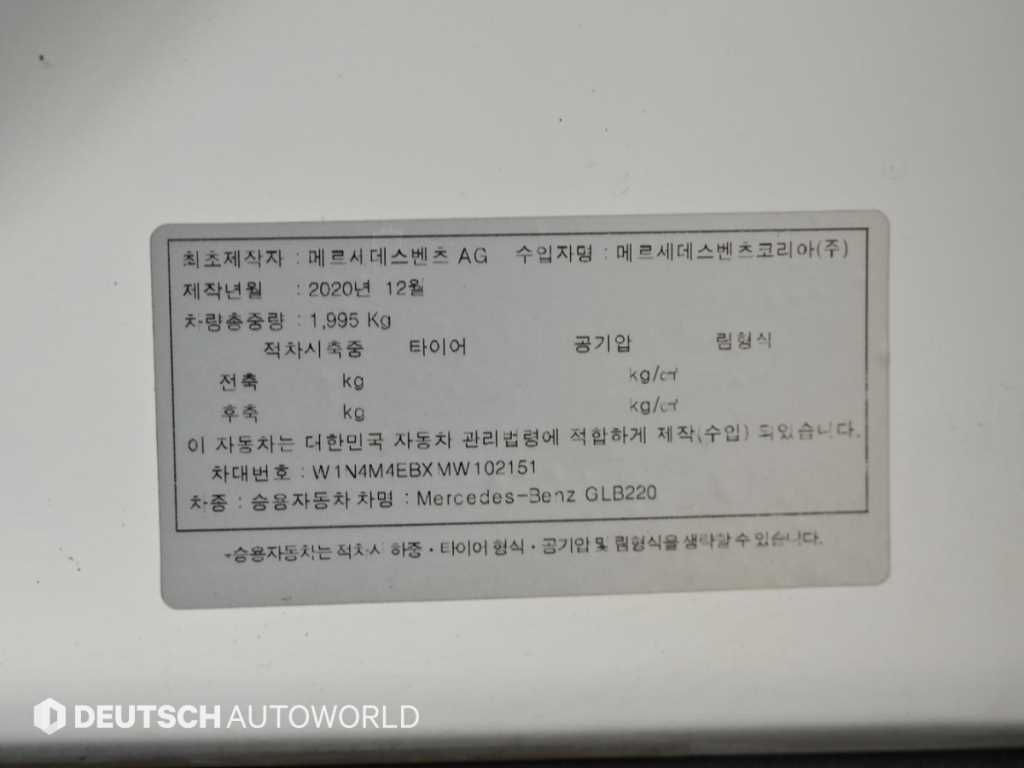 최초제작자 : 메르세데스벤츠 AG 수입자명 : 메르세데스벤츠코리아(주)
제작년월 : 2020년 12월
차량총중량 : 1,995 Kg
적차시축중 타이어 공기압 림형식
전축 kg kg/㎠
후축 kg kg/㎠
이 자동차는 대한민국 자동차 관리법령에 적합하게 제작(수입) 되었습니다.
차대번호 : W1N4M4EBXMW102151
차종 : 승용자동차 차명 : Mercedes-Benz GLB220
*승용자동차는 적차시 하중·타이어 형식·공기압 및 림형식을 생략할 수 있습니다.
DEUTSCH AUTOWORLD